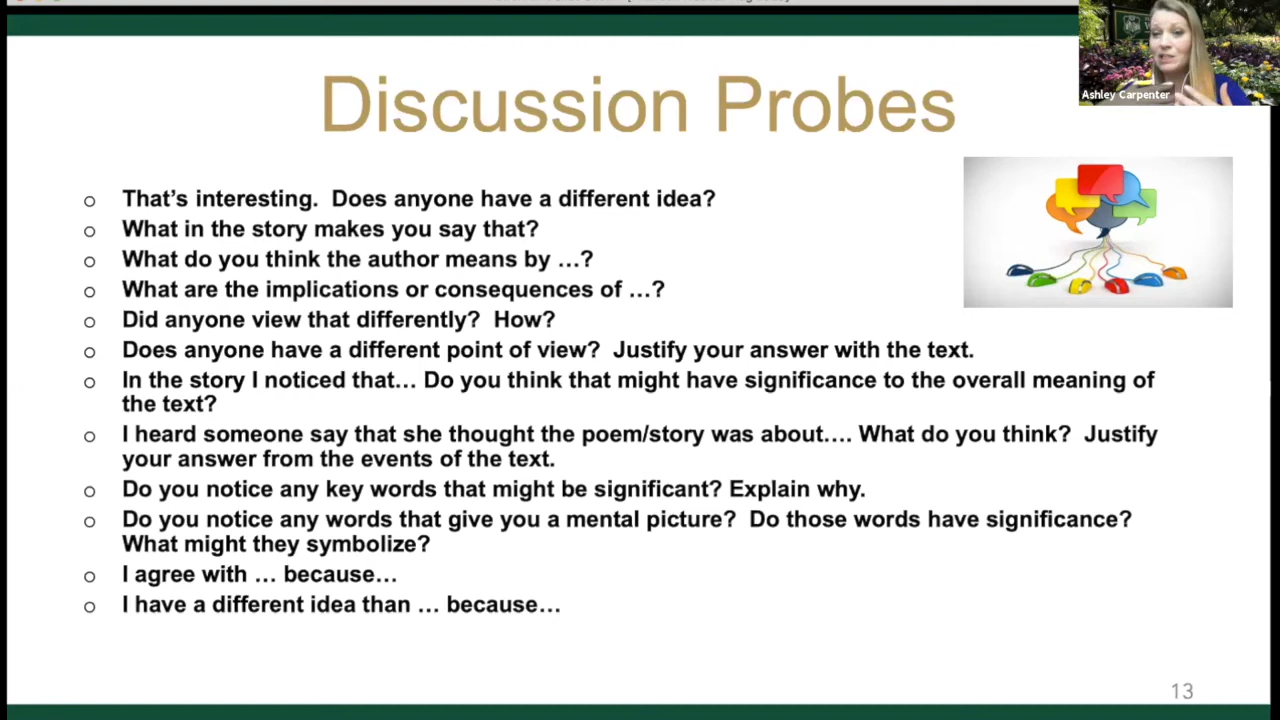 Discussion Probes
Ashley Carpenter
o That’s interesting.  Does anyone have a different idea?
o What in the story makes you say that?
o What do you think the author means by …?
o What are the implications or consequences of …?
o Did anyone view that differently?  How?
o Does anyone have a different point of view?  Justify your answer with the text.
o In the story I noticed that… Do you think that might have significance to the overall meaning of
the text?
o I heard someone say that she thought the poem/story was about…. What do you think?  Justify
your answer from the events of the text.
o Do you notice any key words that might be significant? Explain why.
o Do you notice any words that give you a mental picture?  Do those words have significance?
What might they symbolize?
o I agree with … because…
o I have a different idea than … because…
13